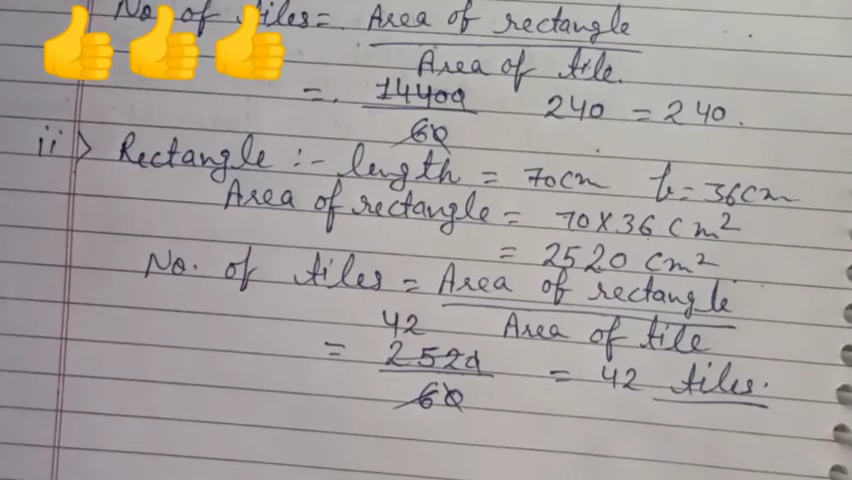 No. of tiles = Area of rectangle
Area of tile.
= 14400 240 = 240.
60
ii> Rectangle :- length = 70cm b = 36cm
Area of rectangle = 70 x 36 cm²
= 2520 cm²
No. of tiles = Area of rectangle
Area of tile
42
= 2520 = 42 tiles.
60